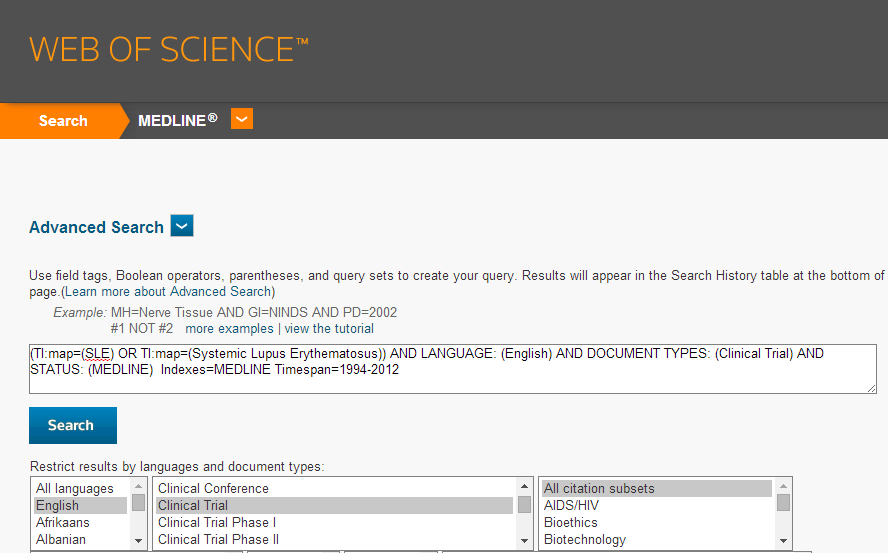 WEB OF SCIENCE™
Search MEDLINE®
Advanced Search
Use field tags, Boolean operators, parentheses, and query sets to create your query. Results will appear in the Search History table at the bottom of
page.(Learn more about Advanced Search)
Example: MH=Nerve Tissue AND GI=NINDS AND PD=2002
#1 NOT #2 more examples | view the tutorial
(TI:map=(SLE) OR TI:map=(Systemic Lupus Erythematosus)) AND LANGUAGE: (English) AND DOCUMENT TYPES: (Clinical Trial) AND
STATUS: (MEDLINE) Indexes=MEDLINE Timespan=1994-2012
Search
Restrict results by languages and document types:
All languages Clinical Conference All citation subsets
English Clinical Trial AIDS/HIV
Afrikaans Clinical Trial Phase I Bioethics
Albanian Clinical Trial Phase II Biotechnology